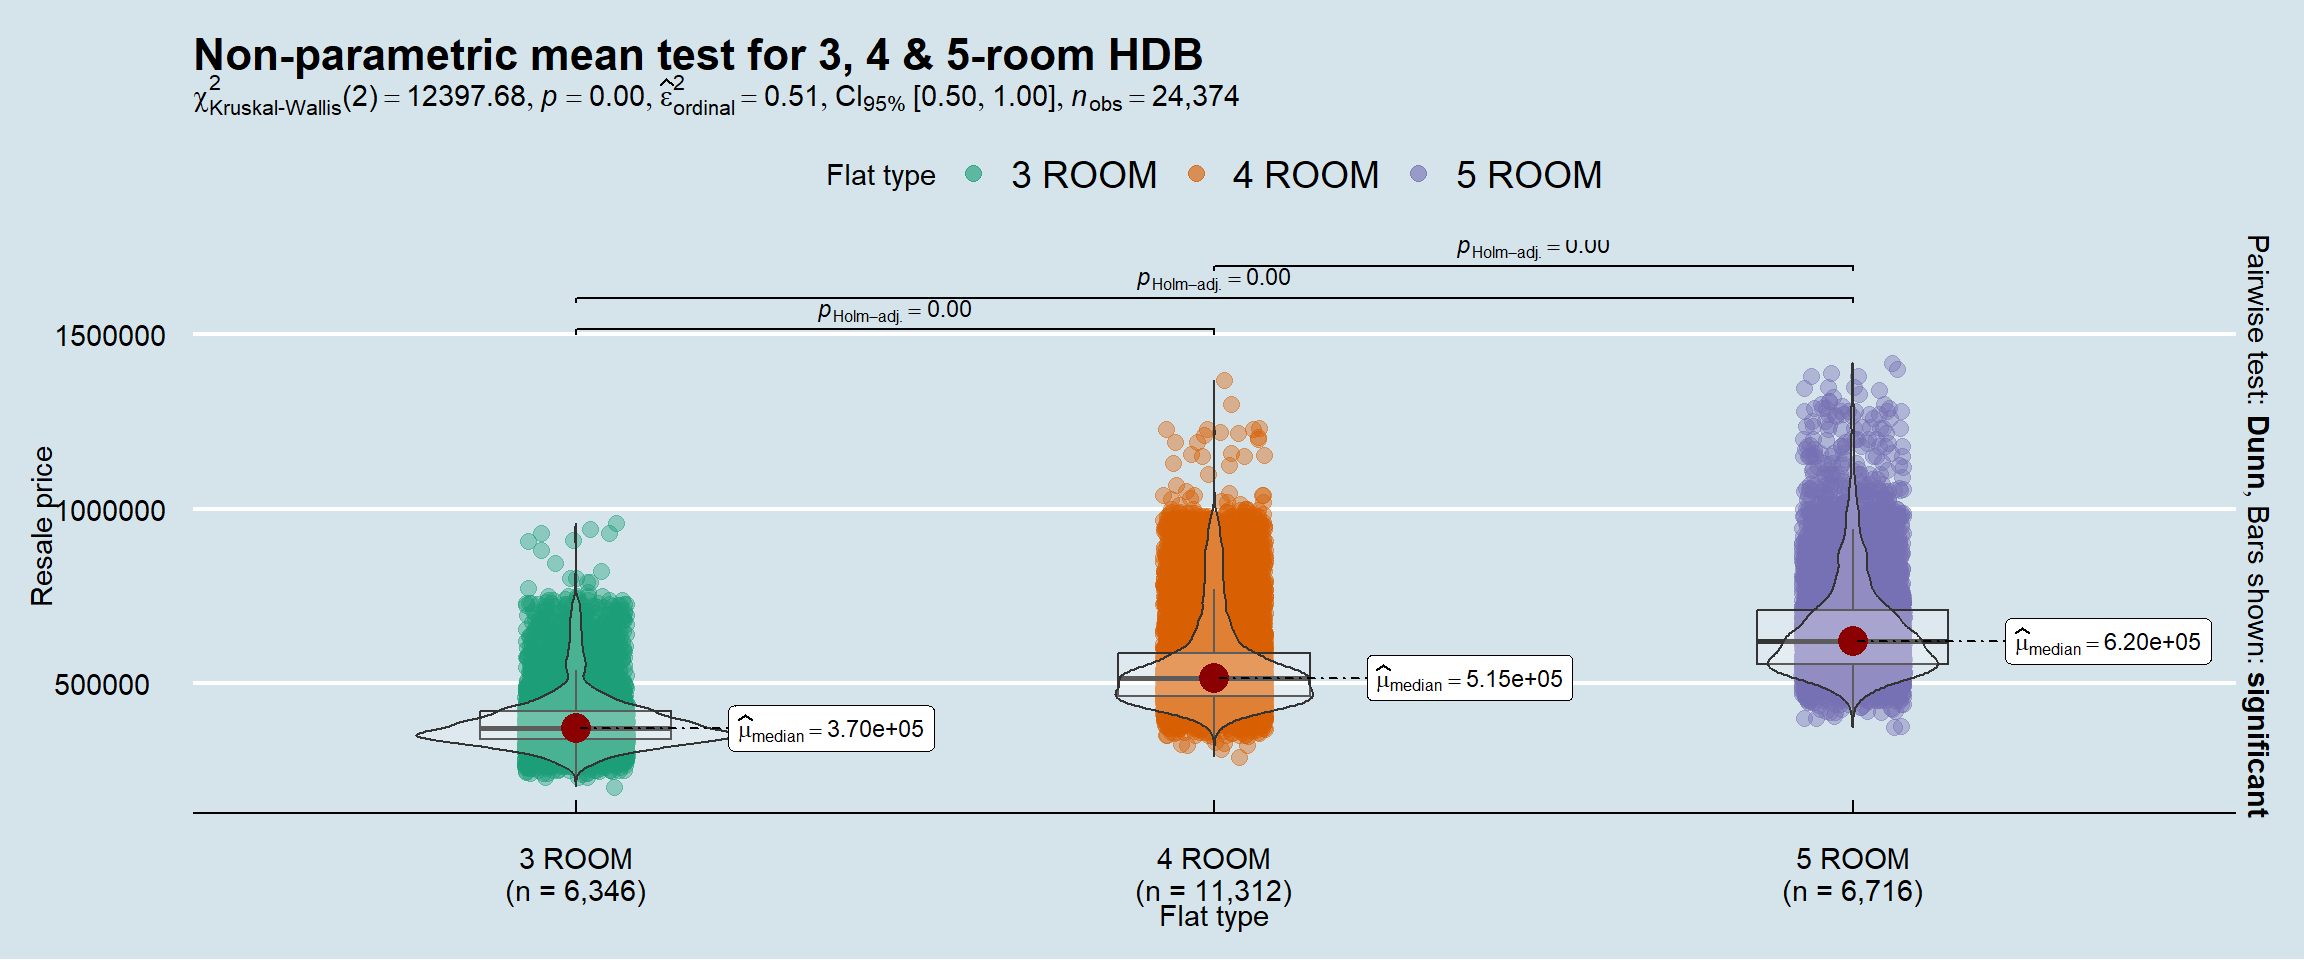 Non-parametric mean test for 3, 4 & 5-room HDB
χ²Kruskal-Wallis(2) = 12397.68, p = 0.00, ε̂²ordinal = 0.51, CI95% [0.50, 1.00], nobs = 24,374
Flat type 3 ROOM 4 ROOM 5 ROOM
pHolm–adj. = 0.00
pHolm–adj. = 0.00
pHolm–adj. = 0.00
1500000
1000000
500000
Resale price
μ̂median = 3.70e+05
μ̂median = 5.15e+05
μ̂median = 6.20e+05
Pairwise test: Dunn, Bars shown: significant
3 ROOM
(n = 6,346)
4 ROOM
(n = 11,312)
5 ROOM
(n = 6,716)
Flat type